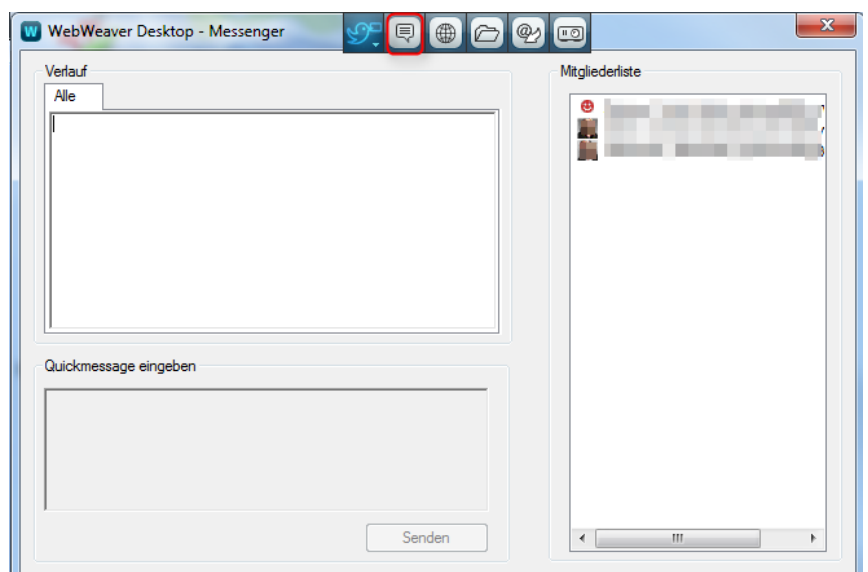 W WebWeaver Desktop - Messenger
Verlauf
Mitgliederliste
Alle
Quickmessage eingeben
Senden